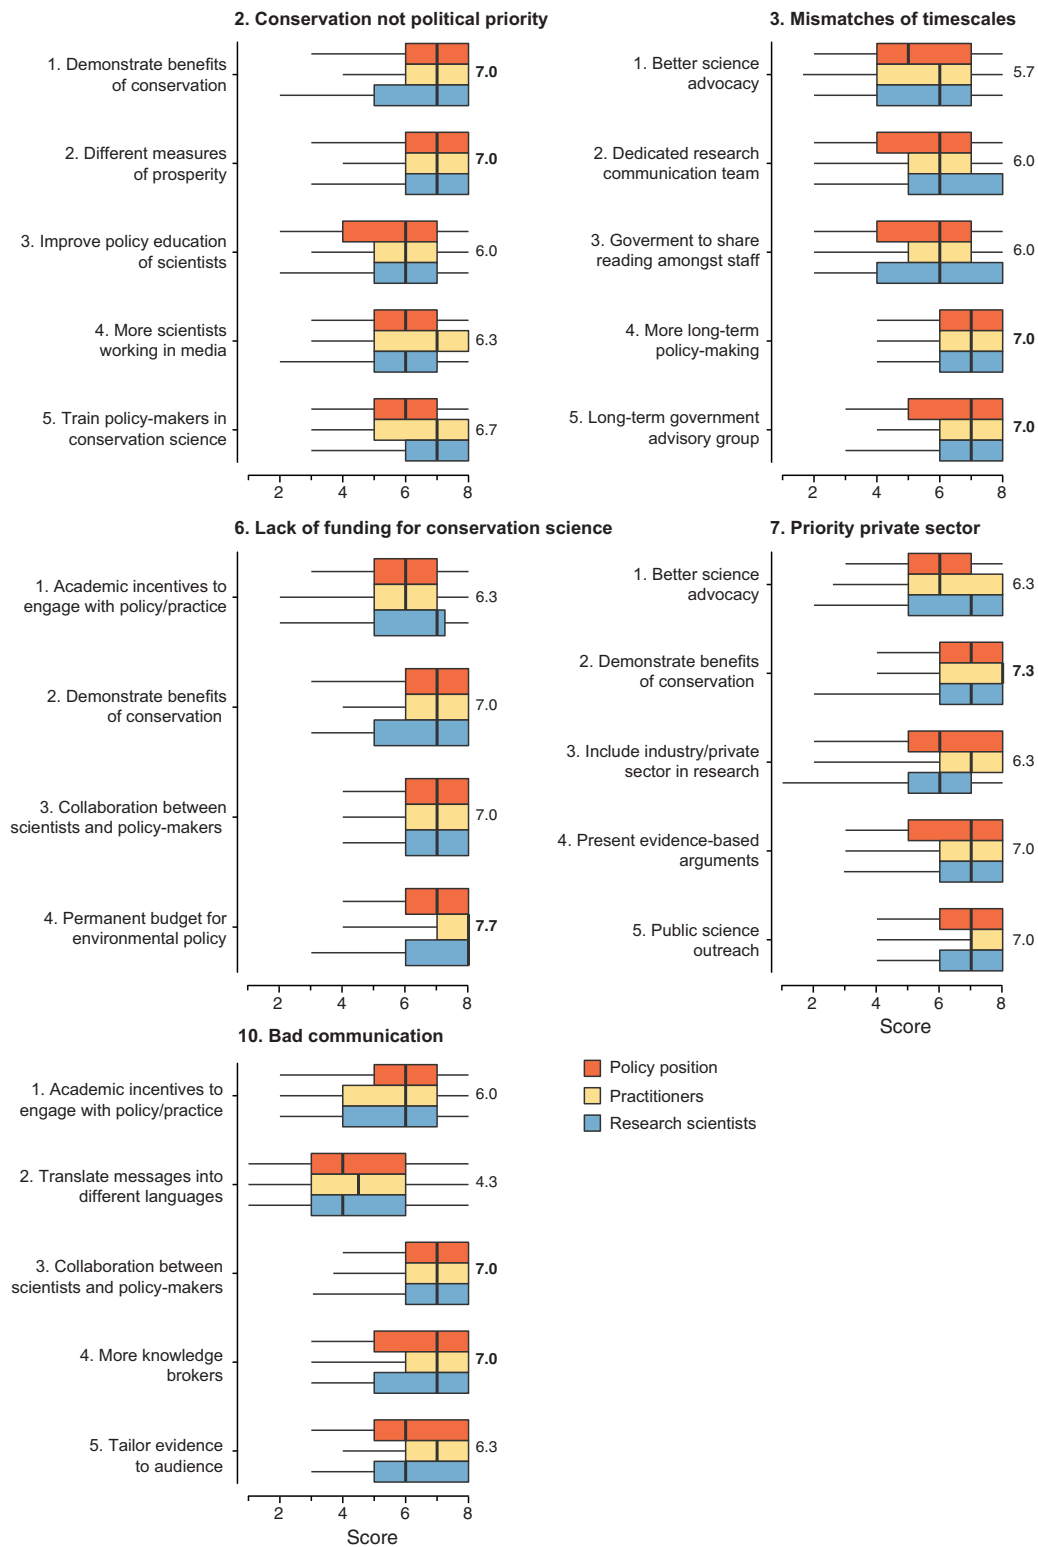 2. Conservation not political priority
1. Demonstrate benefits
of conservation
7.0
2. Different measures
of prosperity
7.0
3. Improve policy education
of scientists
6.0
4. More scientists
working in media
6.3
5. Train policy-makers in
conservation science
6.7
2 4 6 8
3. Mismatches of timescales
1. Better science
advocacy
5.7
2. Dedicated research
communication team
6.0
3. Goverment to share
reading amongst staff
6.0
4. More long-term
policy-making
7.0
5. Long-term government
advisory group
7.0
2 4 6 8
6. Lack of funding for conservation science
1. Academic incentives to
engage with policy/practice
6.3
2. Demonstrate benefits
of conservation
7.0
3. Collaboration between
scientists and policy-makers
7.0
4. Permanent budget for
environmental policy
7.7
2 4 6 8
7. Priority private sector
1. Better science
advocacy
6.3
2. Demonstrate benefits
of conservation
7.3
3. Include industry/private
sector in research
6.3
4. Present evidence-based
arguments
7.0
5. Public science
outreach
7.0
2 4 6 8
Score
10. Bad communication
1. Academic incentives to
engage with policy/practice
6.0
2. Translate messages into
different languages
4.3
3. Collaboration between
scientists and policy-makers
7.0
4. More knowledge
brokers
7.0
5. Tailor evidence
to audience
6.3
2 4 6 8
Score
Policy position
Practitioners
Research scientists